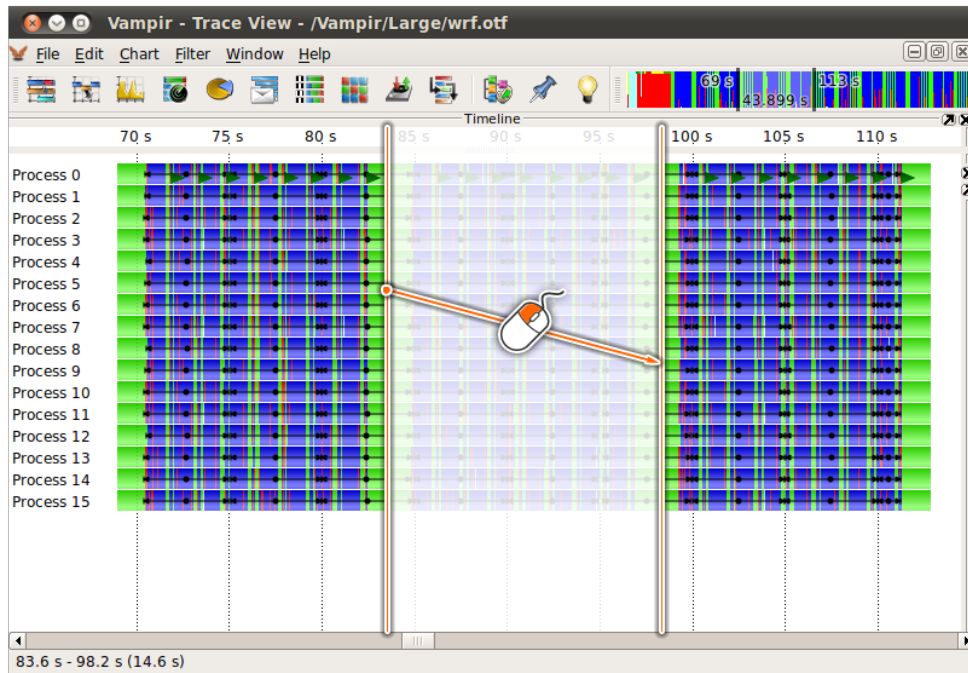 Vampir - Trace View - /Vampir/Large/wrf.otf
File Edit Chart Filter Window Help
69 s 113 s
43.899 s
Timeline
70 s 75 s 80 s 85 s 90 s 95 s 100 s 105 s 110 s
Process 0
Process 1
Process 2
Process 3
Process 4
Process 5
Process 6
Process 7
Process 8
Process 9
Process 10
Process 11
Process 12
Process 13
Process 14
Process 15
83.6 s - 98.2 s (14.6 s)